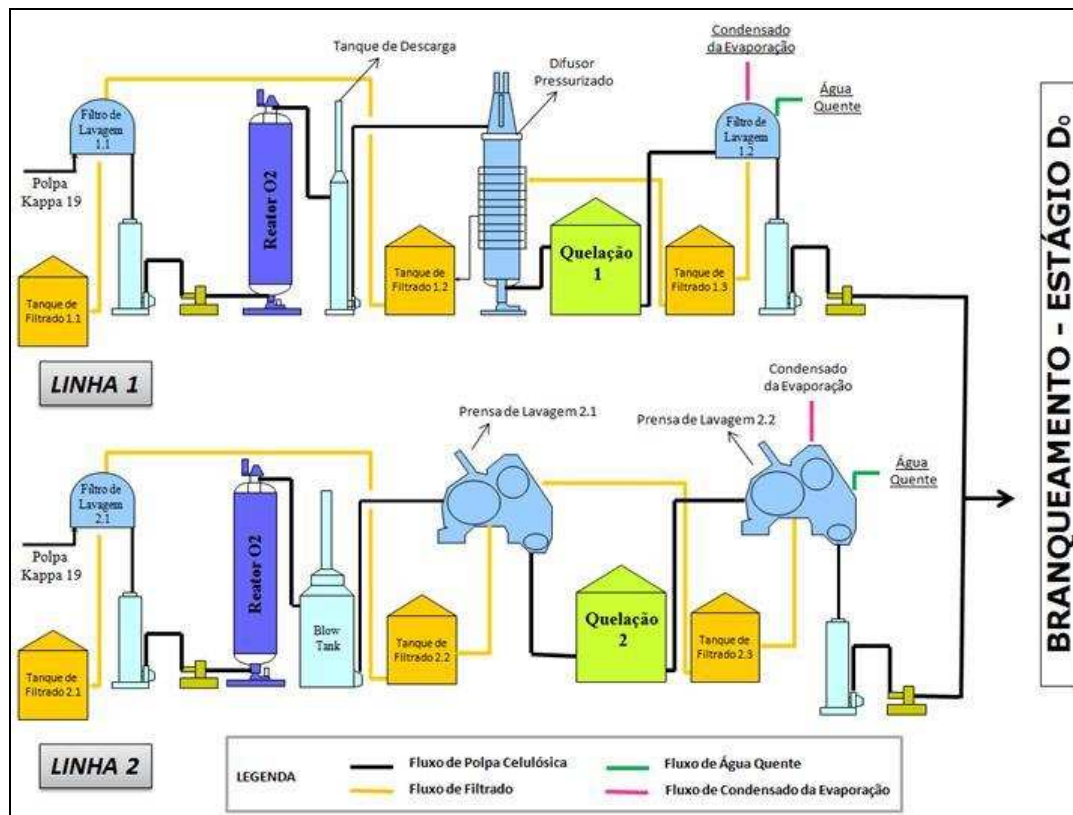 Condensado
da Evaporação
Tanque de Descarga
Difusor
Pressurizado
Água
Quente
Filtro de
Lavagem
1.1
Filtro de
Lavagem
1.2
Polpa
Kappa 19
Reator O2
Quelação
1
Tanque de
Filtrado 1.1
Tanque de
Filtrado 1.2
Tanque de
Filtrado 1.3
LINHA 1
Condensado
da Evaporação
Prensa de Lavagem 2.1
Prensa de Lavagem 2.2
Água
Quente
Filtro de
Lavagem
2.1
Polpa
Kappa 19
Reator O2
Blow
Tank
Quelação
2
Tanque de
Filtrado 2.1
Tanque de
Filtrado 2.2
Tanque de
Filtrado 2.3
LINHA 2
BRANQUEAMENTO - ESTÁGIO D₀
LEGENDA
Fluxo de Polpa Celulósica
Fluxo de Água Quente
Fluxo de Filtrado
Fluxo de Condensado da Evaporação